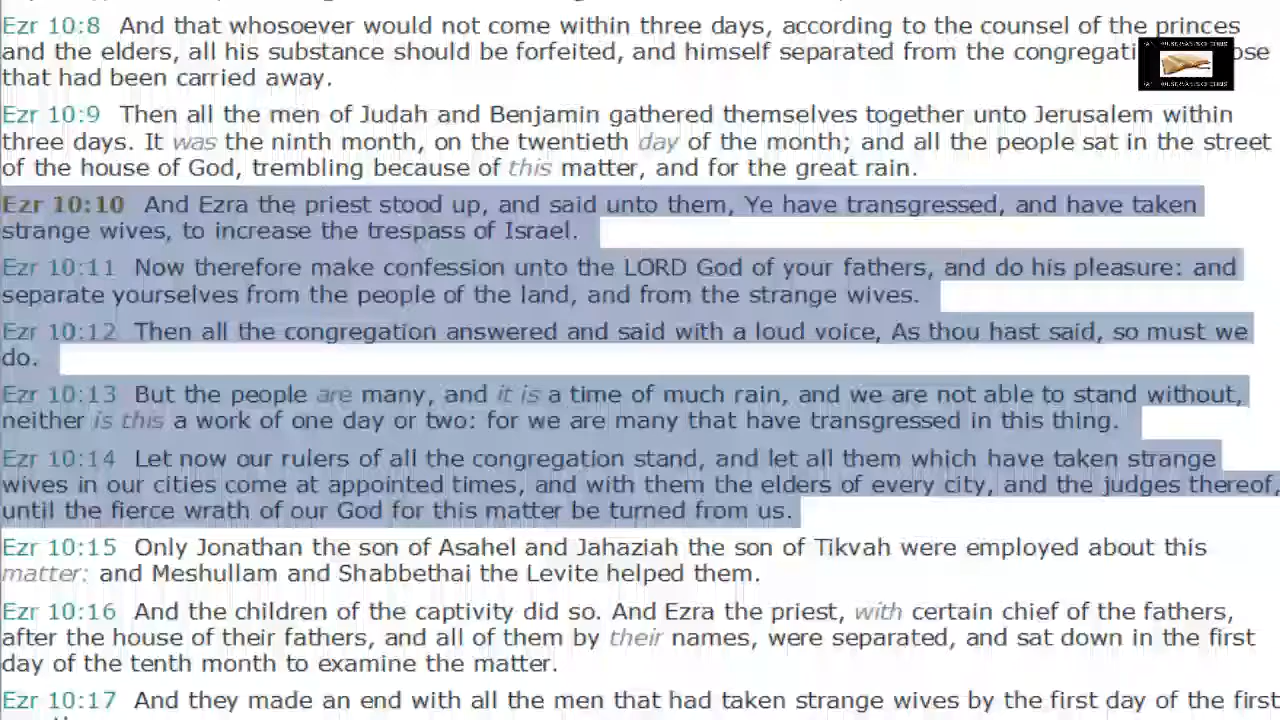 Ezr 10:8 And that whosoever would not come within three days, according to the counsel of the princes
and the elders, all his substance should be forfeited, and himself separated from the
that had been carried away.
Ezr 10:9 Then all the men of Judah and Benjamin gathered themselves together unto Jerusalem within
three days. It was the ninth month, on the twentieth day of the month; and all the people sat in the street
of the house of God, trembling because of this matter, and for the great rain.
Ezr 10:10 And Ezra the priest stood up, and said unto them, Ye have transgressed, and have taken
strange wives, to increase the trespass of Israel.
Ezr 10:11 Now therefore make confession unto the LORD God of your fathers, and do his pleasure: and
separate yourselves from the people of the land, and from the strange wives.
Ezr 10:12 Then all the congregation answered and said with a loud voice, As thou hast said, so must we
do.
Ezr 10:13 But the people are many, and it is a time of much rain, and we are not able to stand without,
neither is this a work of one day or two: for we are many that have transgressed in this thing.
Ezr 10:14 Let now our rulers of all the congregation stand, and let all them which have taken strange
wives in our cities come at appointed times, and with them the elders of every city, and the judges thereof,
until the fierce wrath of our God for this matter be turned from us.
Ezr 10:15 Only Jonathan the son of Asahel and Jahaziah the son of Tikvah were employed about this
matter: and Meshullam and Shabbethai the Levite helped them.
Ezr 10:16 And the children of the captivity did so. And Ezra the priest, with certain chief of the fathers,
after the house of their fathers, and all of them by their names, were separated, and sat down in the first
day of the tenth month to examine the matter.
Ezr 10:17 And they made an end with all the men that had taken strange wives by the first day of the first